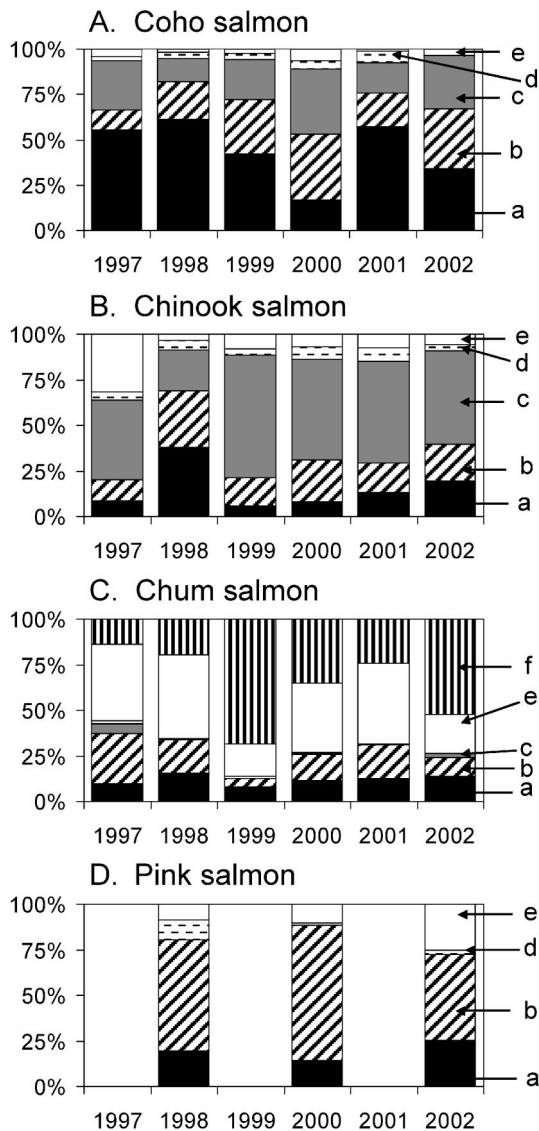 A. Coho salmon
100%
75%
50%
25%
0%
e
d
c
b
a
1997 1998 1999 2000 2001 2002
B. Chinook salmon
100%
75%
50%
25%
0%
e
d
c
b
a
1997 1998 1999 2000 2001 2002
C. Chum salmon
100%
75%
50%
25%
0%
f
e
c
b
a
1997 1998 1999 2000 2001 2002
D. Pink salmon
100%
75%
50%
25%
0%
e
d
b
a
1997 1998 1999 2000 2001 2002